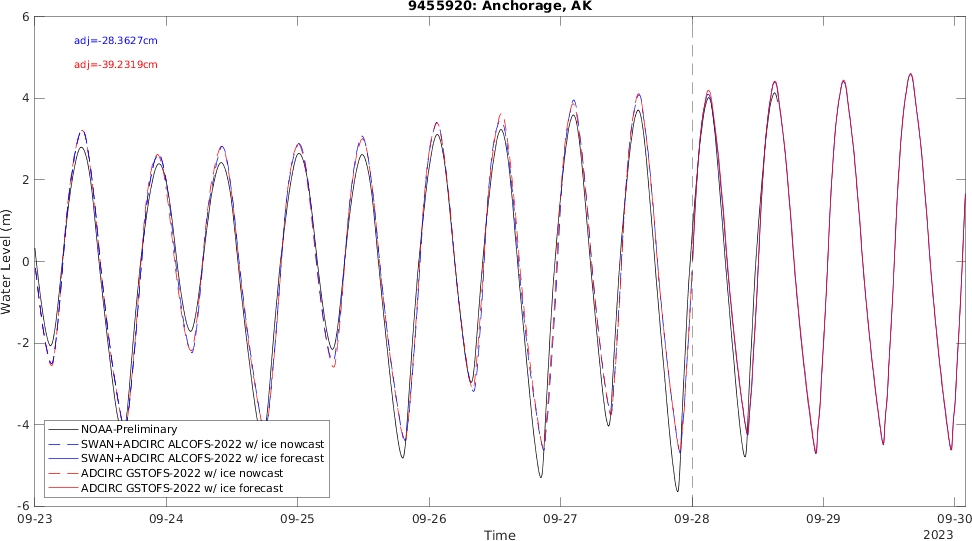 9455920: Anchorage, AK
adj=-28.3627cm
adj=-39.2319cm
6
4
2
0
-2
-4
-6
Water Level (m)
NOAA-Preliminary
SWAN+ADCIRC ALCOFS-2022 w/ ice nowcast
SWAN+ADCIRC ALCOFS-2022 w/ ice forecast
ADCIRC GSTOFS-2022 w/ ice nowcast
ADCIRC GSTOFS-2022 w/ ice forecast
09-23 09-24 09-25 09-26 09-27 09-28 09-29 09-30
Time
2023